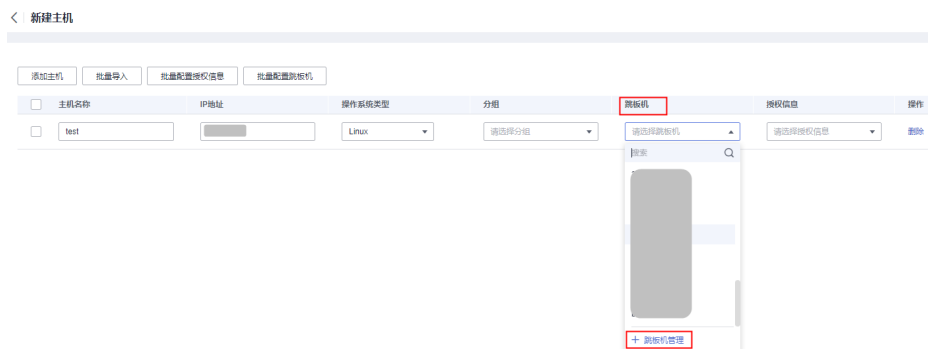 新建主机
添加主机 批量导入 批量配置授权信息 批量配置跳板机
主机名称 IP地址 操作系统类型 分组 跳板机 授权信息 操作
test Linux 请选择分组 请选择跳板机 请选择授权信息 删除
搜索
+ 跳板机管理